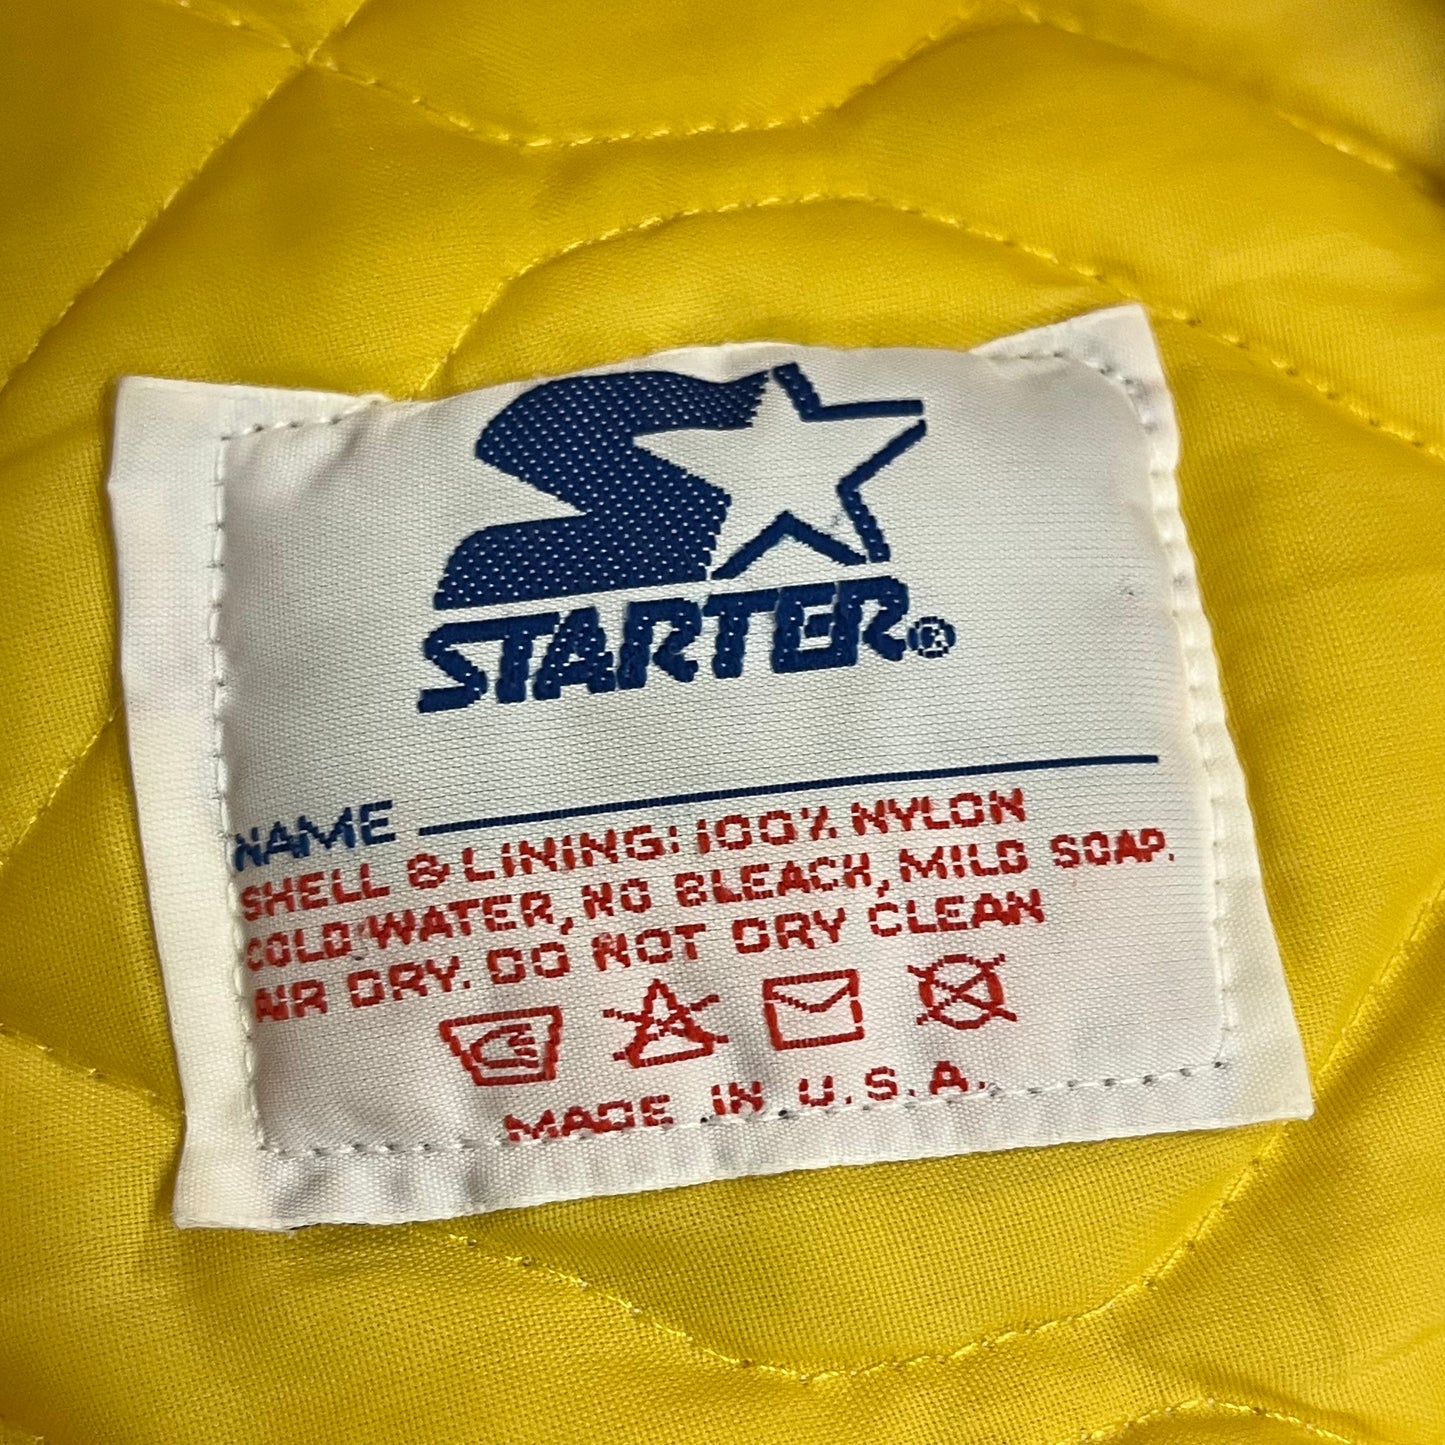 STARTER®
NAME
SHELL & LINING: 100% NYLON
COLD WATER, NO BLEACH, MILD SOAP.
AIR DRY. DO NOT DRY CLEAN
MADE IN U.S.A.